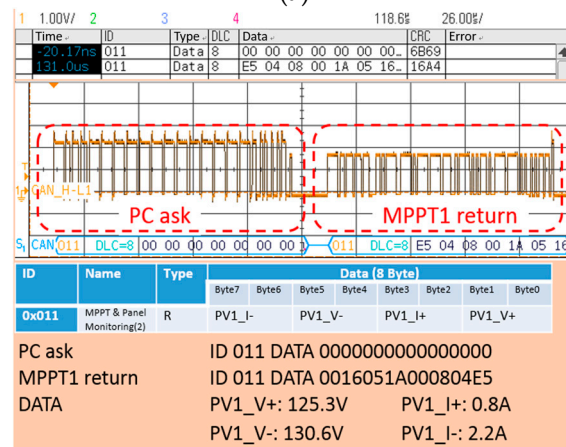 1 1.00V/ 2 3 4 118.6% 26.00%/
Time ID Type DLC Data CRC Error
-20.17ns 011 Data 8 00 00 00 00 00 00 00… 6B69
131.0us 011 Data 8 E5 04 08 00 1A 05 16… 16A4
T
CAN_H-L1
PC ask MPPT1 return
S1 CAN 011 DLC=8 00 00 00 00 00 00 011 DLC=8 E5 04 08 00 1A 05 16
ID Name Type Data (8 Byte)
Byte7 Byte6 Byte5 Byte4 Byte3 Byte2 Byte1 Byte0
0x011 MPPT & Panel Monitoring(2) R PV1_I- PV1_V- PV1_I+ PV1_V+
PC ask ID 011 DATA 0000000000000000
MPPT1 return ID 011 DATA 0016051A000804E5
DATA PV1_V+: 125.3V PV1_I+: 0.8A
PV1_V-: 130.6V PV1_I-: 2.2A